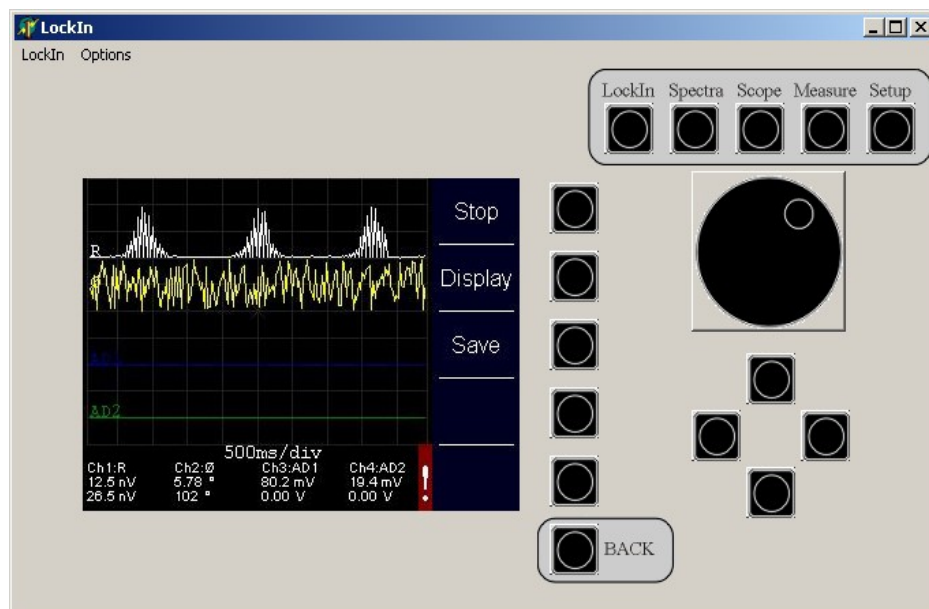 LockIn
LockIn Options
LockIn Spectra Scope Measure Setup
Stop
R
Display
Save
AD1
AD2
500ms/div
Ch1:R Ch2:Ø Ch3:AD1 Ch4:AD2
12.5 nV 5.78 ° 80.2 mV 19.4 mV
26.5 nV 102 ° 0.00 V 0.00 V
BACK